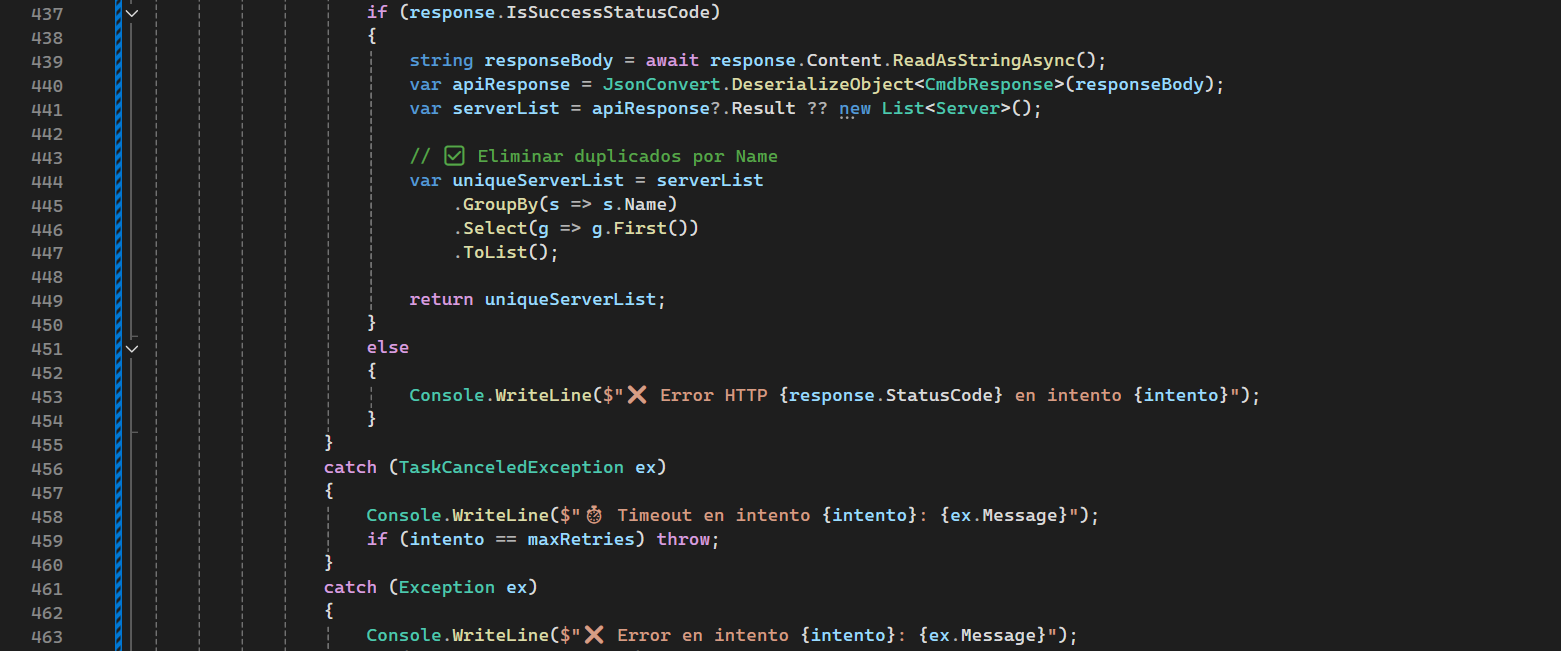 437 if (response.IsSuccessStatusCode)
438 {
439 string responseBody = await response.Content.ReadAsStringAsync();
440 var apiResponse = JsonConvert.DeserializeObject<CmdbResponse>(responseBody);
441 var serverList = apiResponse?.Result ?? new List<Server>();
442
443 // ✅ Eliminar duplicados por Name
444 var uniqueServerList = serverList
445 .GroupBy(s => s.Name)
446 .Select(g => g.First())
447 .ToList();
448
449 return uniqueServerList;
450 }
451 else
452 {
453 Console.WriteLine($"❌ Error HTTP {response.StatusCode} en intento {intento}");
454 }
455 }
456 catch (TaskCanceledException ex)
457 {
458 Console.WriteLine($"⏱ Timeout en intento {intento}: {ex.Message}");
459 if (intento == maxRetries) throw;
460 }
461 catch (Exception ex)
462 {
463 Console.WriteLine($"❌ Error en intento {intento}: {ex.Message}");